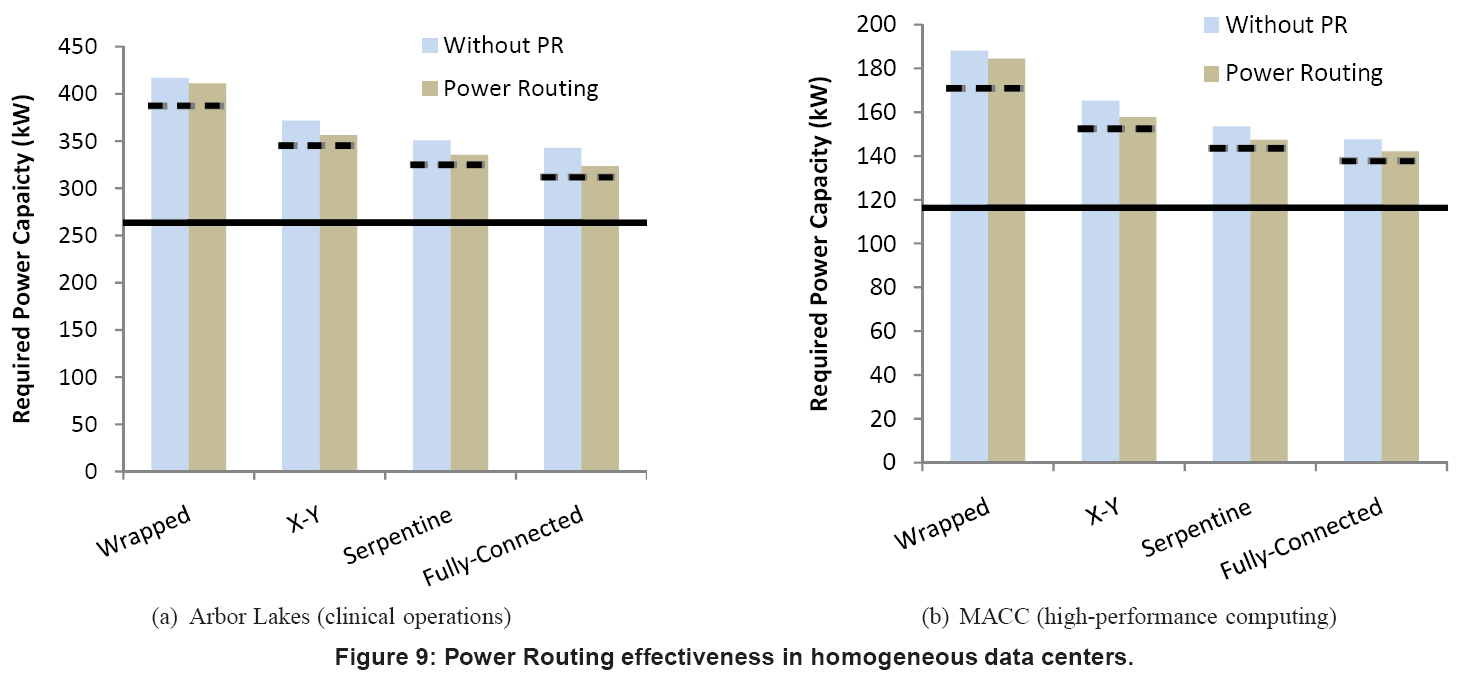 Required Power Capaicty (kW)
450
400
350
300
250
200
150
100
50
0
Without PR
Power Routing
Wrapped
X-Y
Serpentine
Fully-Connected
(a) Arbor Lakes (clinical operations)
Required Power Capacity (kW)
200
180
160
140
120
100
80
60
40
20
0
Without PR
Power Routing
Wrapped
X-Y
Serpentine
Fully-Connected
(b) MACC (high-performance computing)
Figure 9: Power Routing effectiveness in homogeneous data centers.